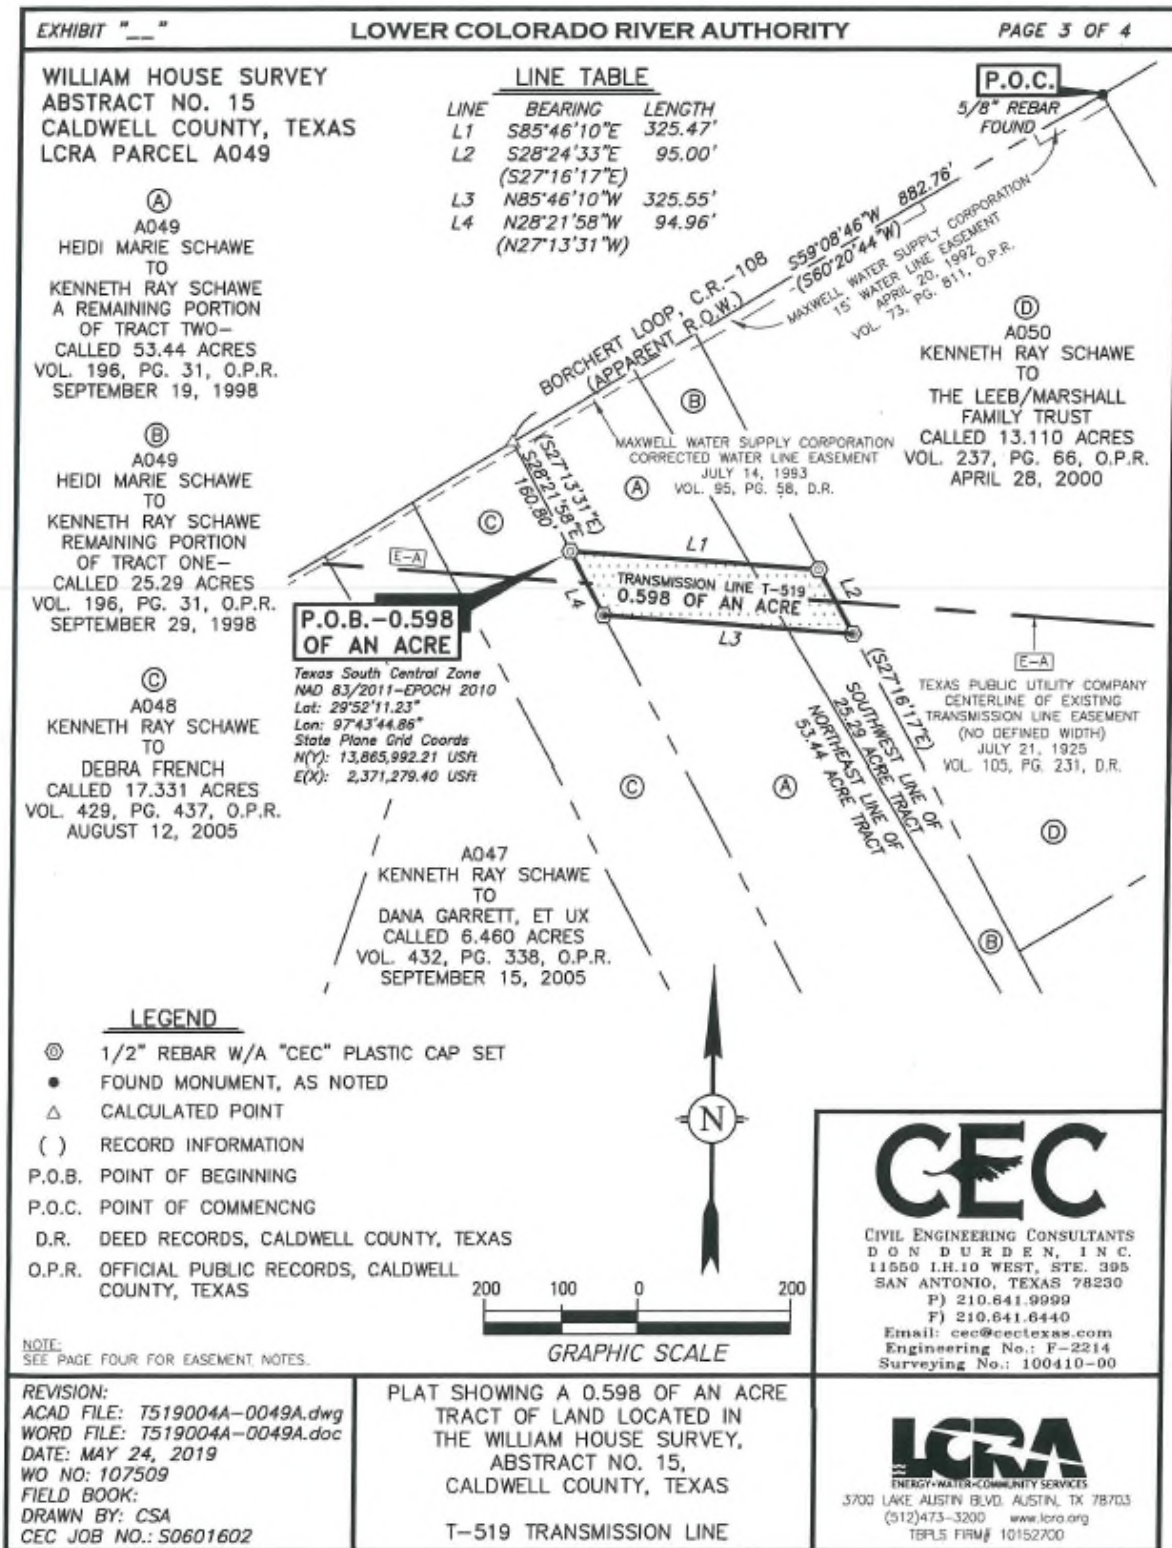 EXHIBIT "__"
LOWER COLORADO RIVER AUTHORITY
PAGE 3 OF 4
WILLIAM HOUSE SURVEY
ABSTRACT NO. 15
CALDWELL COUNTY, TEXAS
LCRA PARCEL A049
LINE TABLE
LINE BEARING LENGTH
L1 S85°46'10"E 325.47'
L2 S28°24'33"E 95.00'
(S27°16'17"E)
L3 N85°46'10"W 325.55'
L4 N28°21'58"W 94.96'
(N27°13'31"W)
P.O.C.
5/8" REBAR
FOUND
A
A049
HEIDI MARIE SCHAWE
TO
KENNETH RAY SCHAWE
A REMAINING PORTION
OF TRACT TWO-
CALLED 53.44 ACRES
VOL. 196, PG. 31, O.P.R.
SEPTEMBER 19, 1998
B
A049
HEIDI MARIE SCHAWE
TO
KENNETH RAY SCHAWE
REMAINING PORTION
OF TRACT ONE-
CALLED 25.29 ACRES
VOL. 196, PG. 31, O.P.R.
SEPTEMBER 29, 1998
C
A048
KENNETH RAY SCHAWE
TO
DEBRA FRENCH
CALLED 17.331 ACRES
VOL. 429, PG. 437, O.P.R.
AUGUST 12, 2005
BORCHERT LOOP, C.R.-108
(APPARENT R.O.W.)
S59°08'46"W 882.76'
(S60°20'44"W)
MAXWELL WATER SUPPLY CORPORATION
15' WATER LINE EASEMENT
APRIL 20, 1992
VOL. 73, PG. 811, O.P.R.
D
A050
KENNETH RAY SCHAWE
TO
THE LEEB/MARSHALL
FAMILY TRUST
CALLED 13.110 ACRES
VOL. 237, PG. 66, O.P.R.
APRIL 28, 2000
B
MAXWELL WATER SUPPLY CORPORATION
CORRECTED WATER LINE EASEMENT
JULY 14, 1993
VOL. 95, PG. 58, D.R.
A
(S27°13'31"E)
S28°21'58"E
160.80'
C
E-A
L1
TRANSMISSION LINE T-519
0.598 OF AN ACRE
L2
L4
L3
P.O.B.-0.598
OF AN ACRE
Texas South Central Zone
NAD 83/2011-EPOCH 2010
Lat: 29°52'11.23"
Lon: 97°43'44.86"
State Plane Grid Coords
N(Y): 13,865,992.21 USft
E(X): 2,371,279.40 USft
(S27°16'17"E)
SOUTHWEST LINE OF
25.29 ACRE TRACT
NORTHEAST LINE OF
53.44 ACRE TRACT
E-A
TEXAS PUBLIC UTILITY COMPANY
CENTERLINE OF EXISTING
TRANSMISSION LINE EASEMENT
(NO DEFINED WIDTH)
JULY 21, 1925
VOL. 105, PG. 231, D.R.
C
A
D
B
A047
KENNETH RAY SCHAWE
TO
DANA GARRETT, ET UX
CALLED 6.460 ACRES
VOL. 432, PG. 338, O.P.R.
SEPTEMBER 15, 2005
LEGEND
1/2" REBAR W/A "CEC" PLASTIC CAP SET
FOUND MONUMENT, AS NOTED
CALCULATED POINT
( ) RECORD INFORMATION
P.O.B. POINT OF BEGINNING
P.O.C. POINT OF COMMENCNG
D.R. DEED RECORDS, CALDWELL COUNTY, TEXAS
O.P.R. OFFICIAL PUBLIC RECORDS, CALDWELL
COUNTY, TEXAS
N
200 100 0 200
GRAPHIC SCALE
NOTE:
SEE PAGE FOUR FOR EASEMENT NOTES.
CEC
CIVIL ENGINEERING CONSULTANTS
DON DURDEN, INC.
11550 I.H.10 WEST, STE. 395
SAN ANTONIO, TEXAS 78230
P) 210.641.9999
F) 210.641.6440
Email: cec@cectexas.com
Engineering No.: F-2214
Surveying No.: 100410-00
REVISION:
ACAD FILE: T519004A-0049A.dwg
WORD FILE: T519004A-0049A.doc
DATE: MAY 24, 2019
WO NO: 107509
FIELD BOOK:
DRAWN BY: CSA
CEC JOB NO.: S0601602
PLAT SHOWING A 0.598 OF AN ACRE
TRACT OF LAND LOCATED IN
THE WILLIAM HOUSE SURVEY,
ABSTRACT NO. 15,
CALDWELL COUNTY, TEXAS
T-519 TRANSMISSION LINE
LCRA
ENERGY•WATER•COMMUNITY SERVICES
3700 LAKE AUSTIN BLVD. AUSTIN, TX 78703
(512)473-3200 www.lcra.org
TBPLS FIRM# 10152700